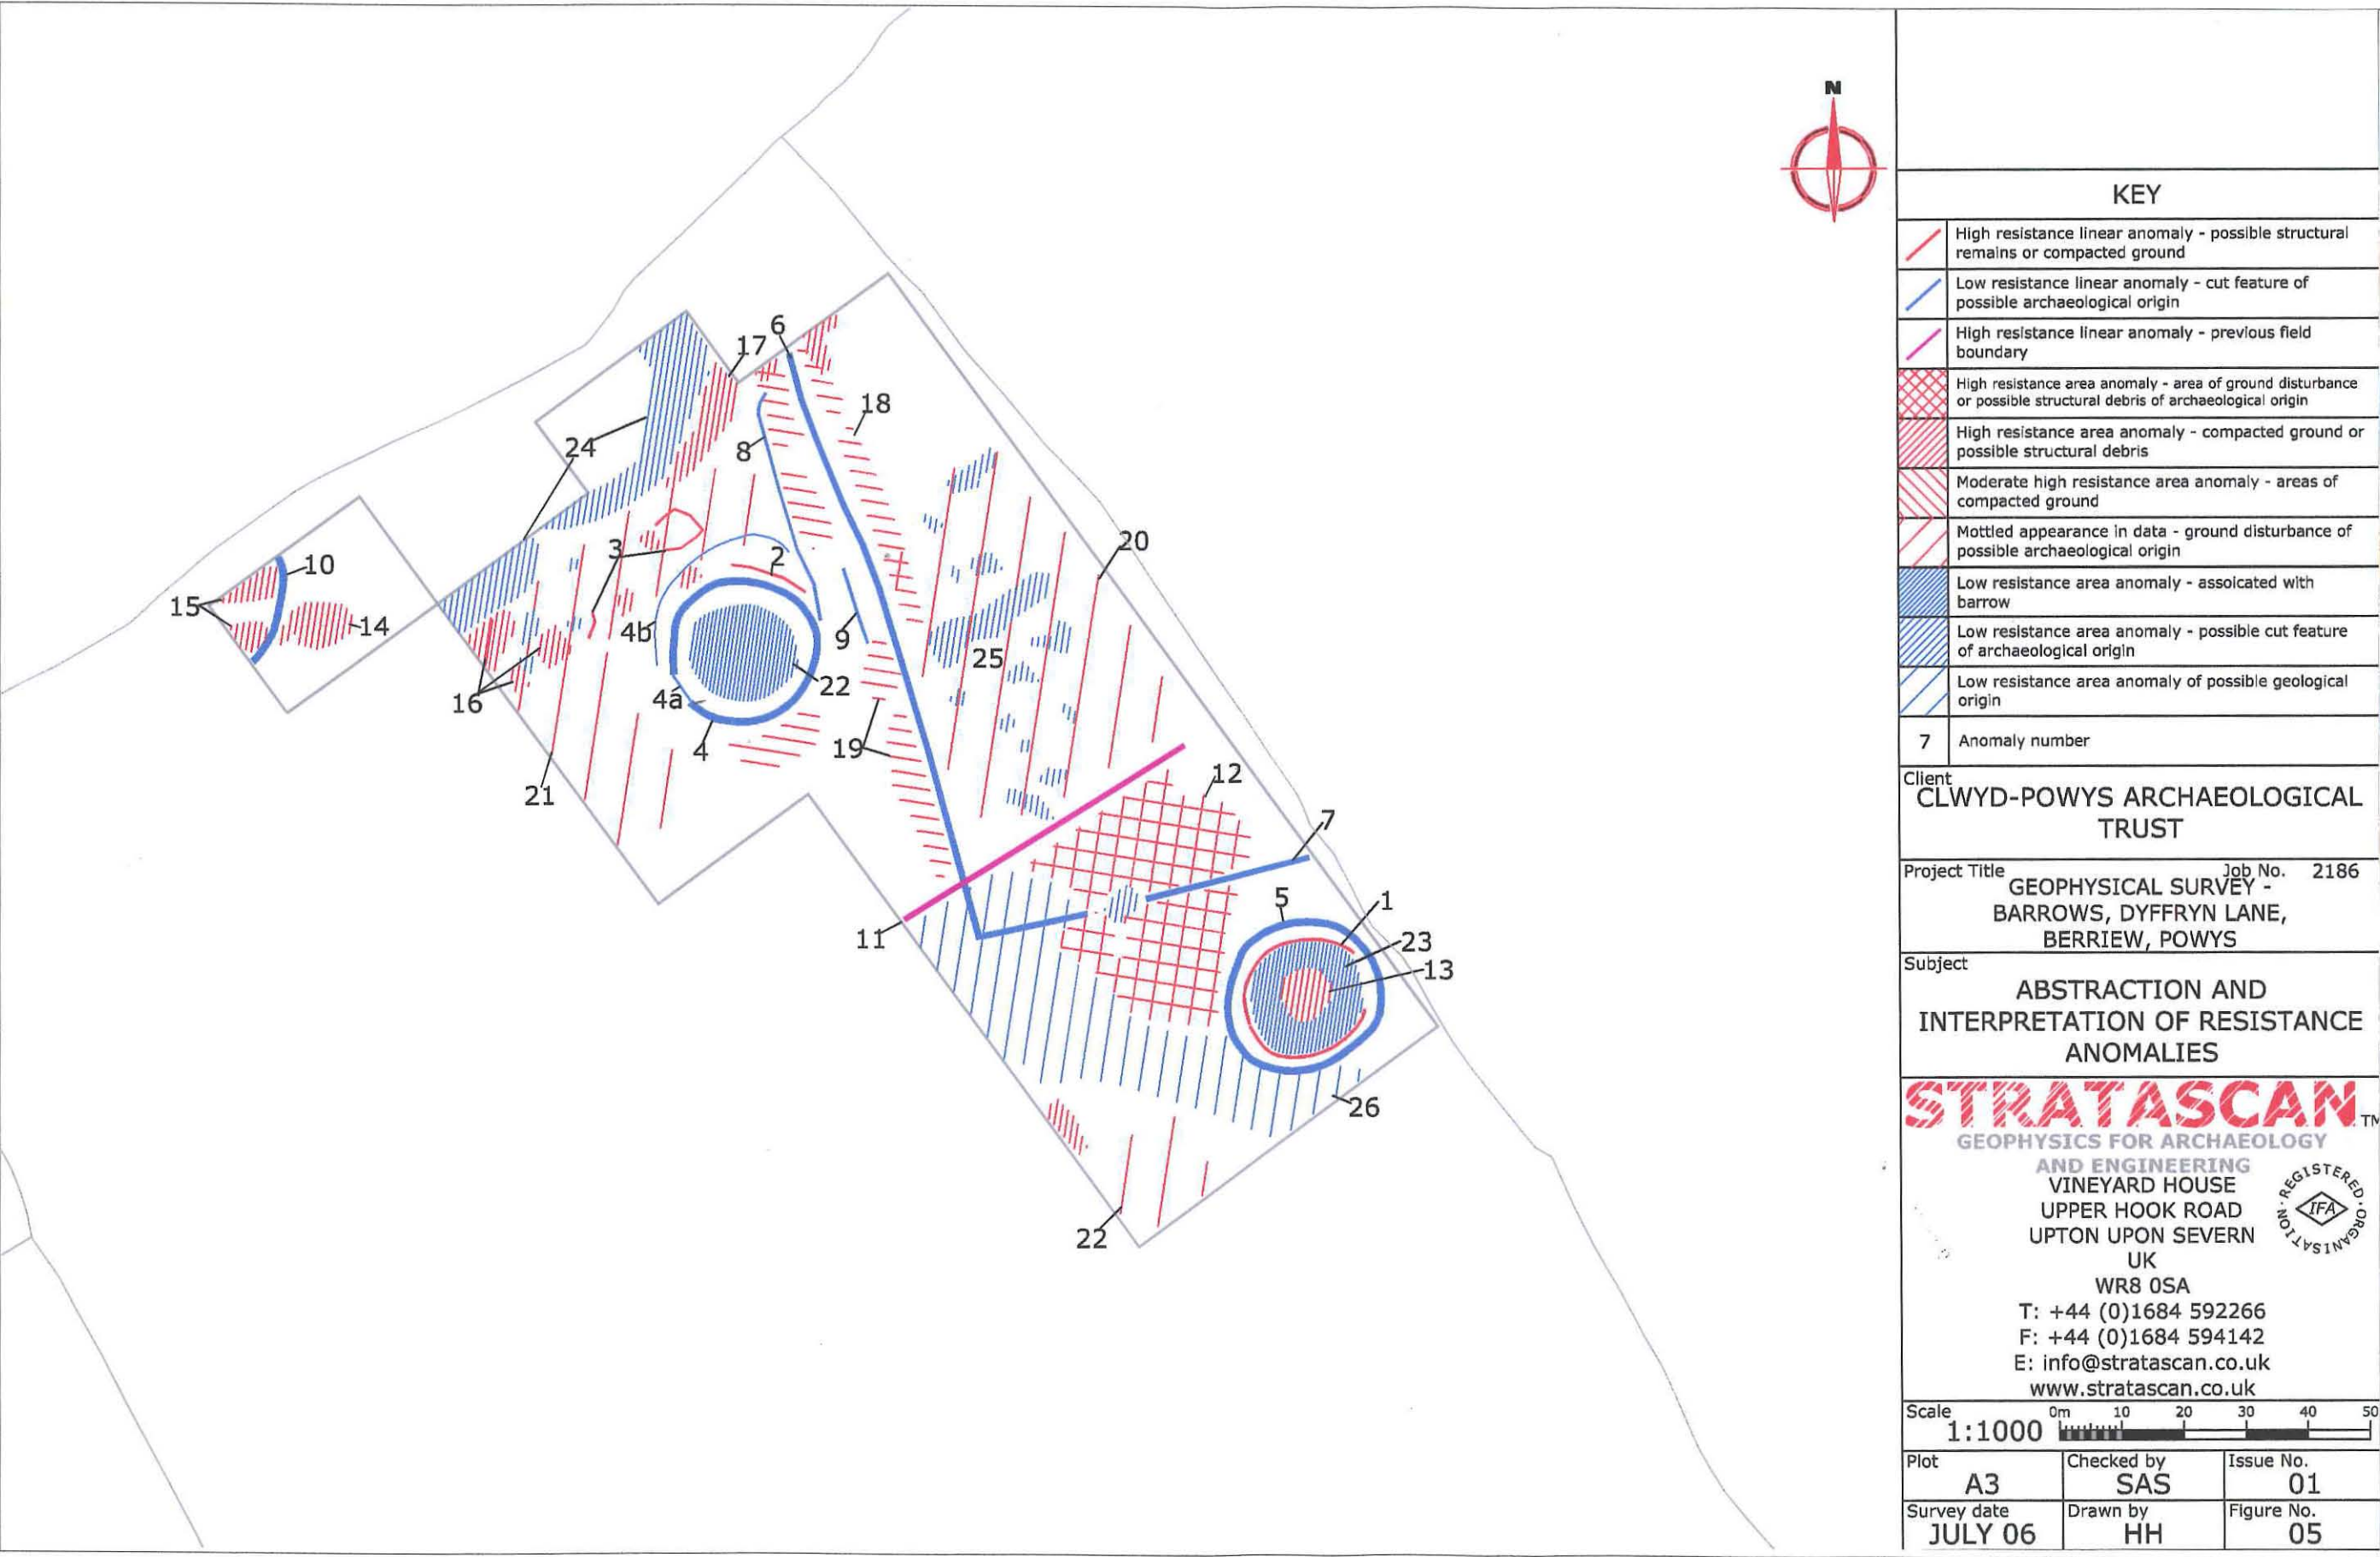 N
6
17
18
24
8
20
3
10
2
15
14
4b
9
25
16
4a
22
4
19
21
12
7
5
1
11
23
13
26
22
KEY
High resistance linear anomaly - possible structural
remains or compacted ground
Low resistance linear anomaly - cut feature of
possible archaeological origin
High resistance linear anomaly - previous field
boundary
High resistance area anomaly - area of ground disturbance
or possible structural debris of archaeological origin
High resistance area anomaly - compacted ground or
possible structural debris
Moderate high resistance area anomaly - areas of
compacted ground
Mottled appearance in data - ground disturbance of
possible archaeological origin
Low resistance area anomaly - assoicated with
barrow
Low resistance area anomaly - possible cut feature
of archaeological origin
Low resistance area anomaly of possible geological
origin
7 Anomaly number
Client
CLWYD-POWYS ARCHAEOLOGICAL
TRUST
Project Title Job No. 2186
GEOPHYSICAL SURVEY -
BARROWS, DYFFRYN LANE,
BERRIEW, POWYS
Subject
ABSTRACTION AND
INTERPRETATION OF RESISTANCE
ANOMALIES
STRATASCAN TM
GEOPHYSICS FOR ARCHAEOLOGY
AND ENGINEERING
VINEYARD HOUSE
UPPER HOOK ROAD
UPTON UPON SEVERN
UK
WR8 0SA
T: +44 (0)1684 592266
F: +44 (0)1684 594142
E: info@stratascan.co.uk
www.stratascan.co.uk
REGISTERED · ORGANISATION ·
IFA
Scale
1:1000
0m 10 20 30 40 50
Plot
A3
Checked by
SAS
Issue No.
01
Survey date
JULY 06
Drawn by
HH
Figure No.
05